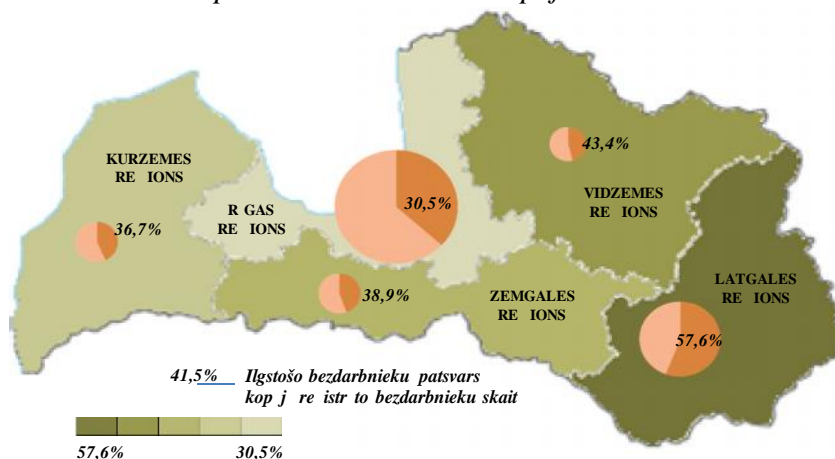 KURZEMES
RE IONS
36,7%
R GAS
RE IONS
30,5%
43,4%
VIDZEMES
RE IONS
38,9%
ZEMGALES
RE IONS
LATGALES
RE IONS
57,6%
41,5% Ilgstošo bezdarbnieku patsvars
kop j re istr to bezdarbnieku skait
57,6% 30,5%